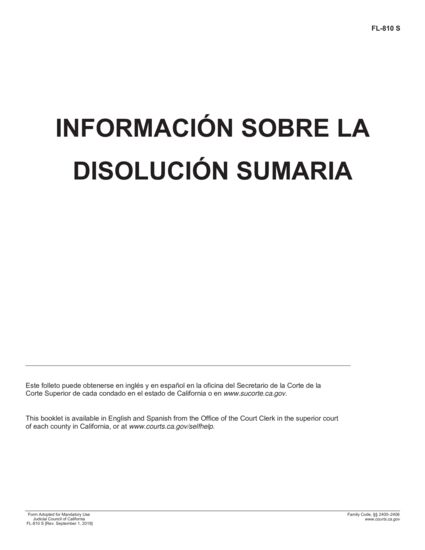 FL-810 S
INFORMACIÓN SOBRE LA
DISOLUCIÓN SUMARIA
Este folleto puede obtenerse en inglés y en español en la oficina del Secretario de la Corte de la
Corte Superior de cada condado en el estado de California o en www.sucorte.ca.gov.
This booklet is available in English and Spanish from the Office of the Court Clerk in the superior court
of each county in California, or at www.courts.ca.gov/selfhelp.
Form Adopted for Mandatory Use
Judicial Council of California
FL-810 S [Rev. September 1, 2018]
Family Code, §§ 2400–2406
www.courts.ca.gov